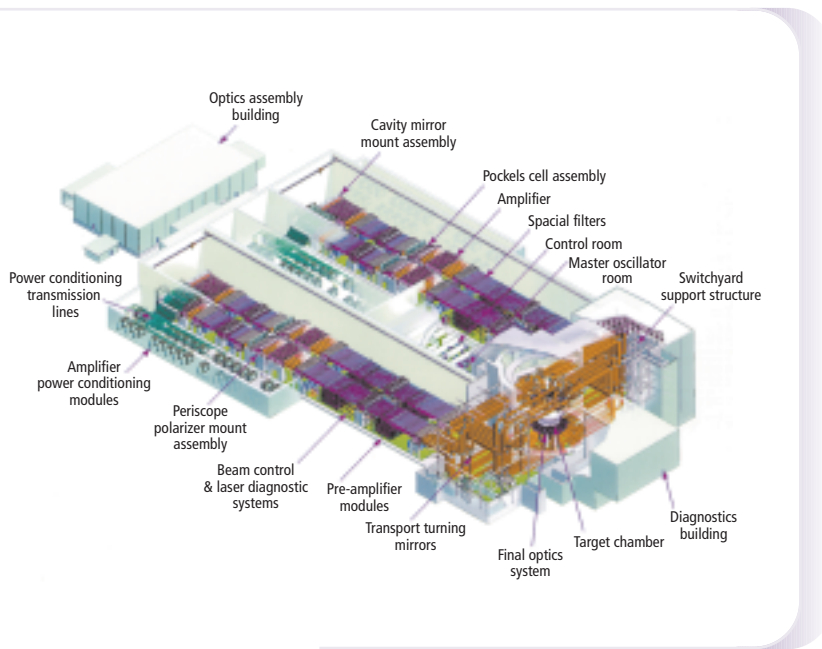 Optics assembly
building
Cavity mirror
mount assembly
Pockels cell assembly
Amplifier
Spacial filters
Control room
Master oscillator
room
Switchyard
support structure
Power conditioning
transmission
lines
Amplifier
power conditioning
modules
Periscope
polarizer mount
assembly
Beam control
& laser diagnostic
systems
Pre-amplifier
modules
Transport turning
mirrors
Final optics
system
Target chamber
Diagnostics
building